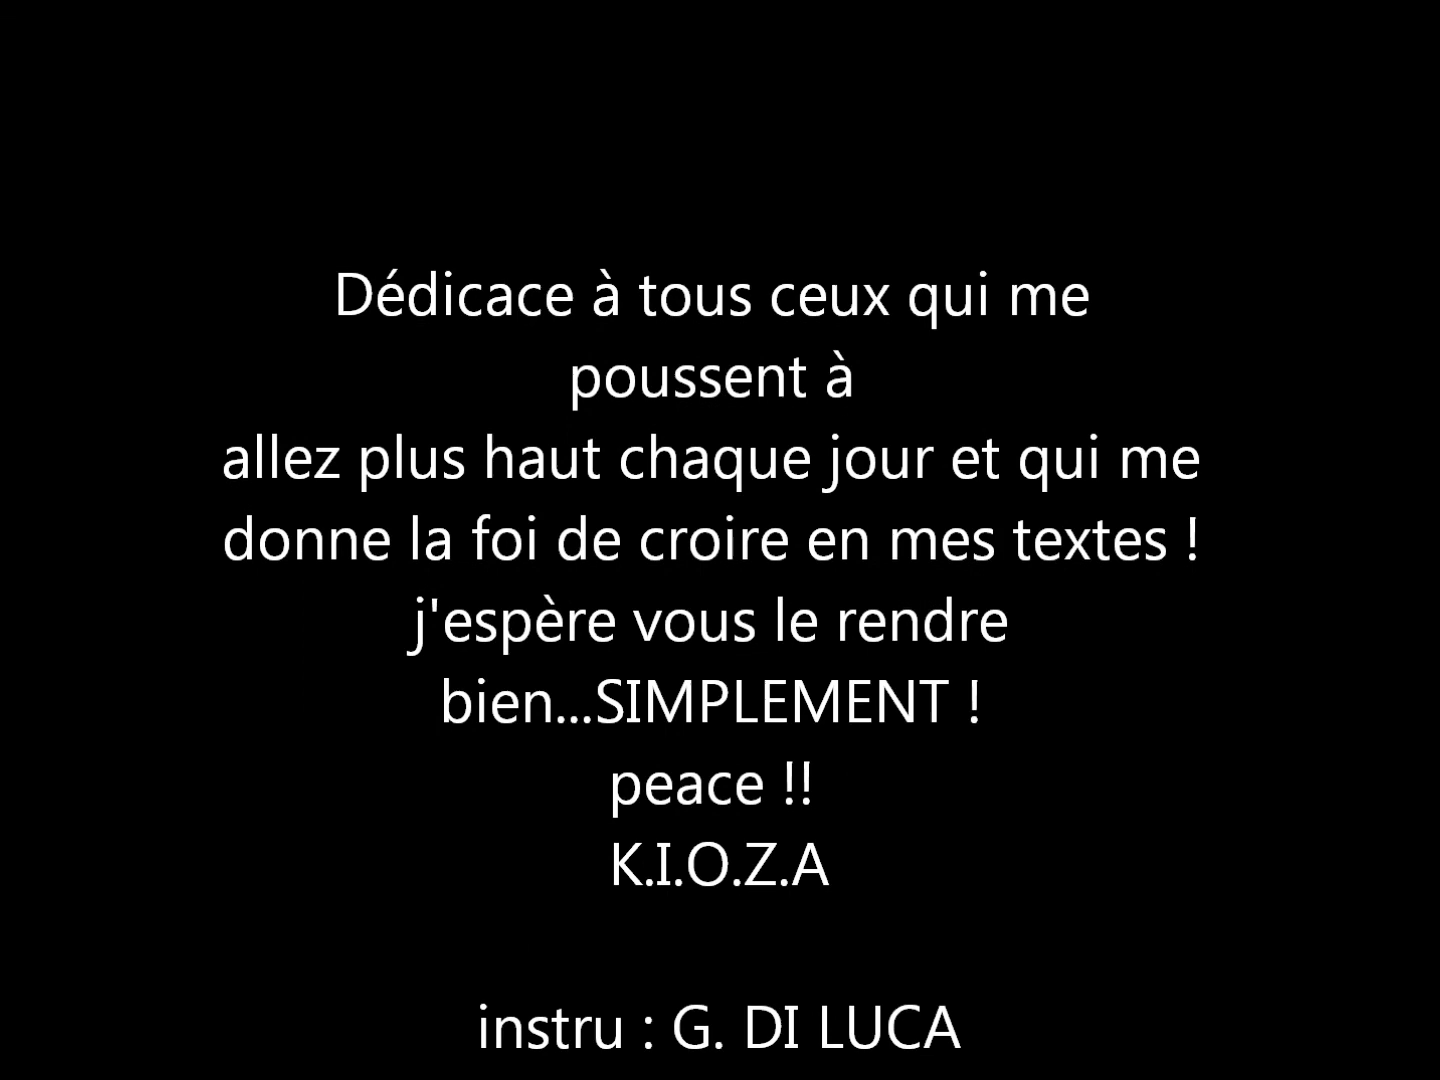 Dédicace à tous ceux qui me
poussent à
allez plus haut chaque jour et qui me
donne la foi de croire en mes textes !
j'espère vous le rendre
bien...SIMPLEMENT !
peace !!
K.I.O.Z.A
instru : G. DI LUCA